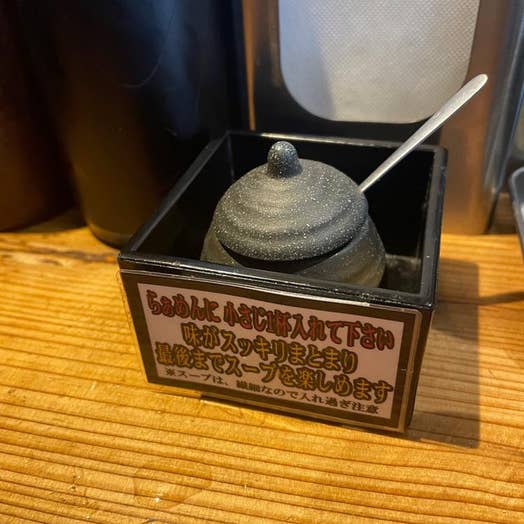 らぁめんに 小さじ1杯入れて下さい
味がスッキリまとまり
最後までスープを楽しめます
※スープは、繊細なので入れ過ぎ注意